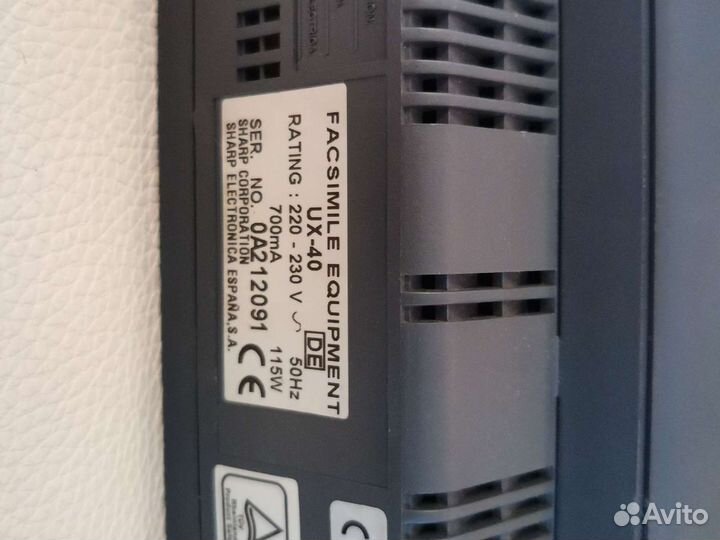 FACSIMILE EQUIPMENT
UX-40 DE
RATING : 220 - 230 V ∿ 50Hz
700mA 115W
SER. NO. 0A212091
SHARP CORPORATION
SHARP ELECTRONICA ESPAÑA,S.A.
CE
Avito